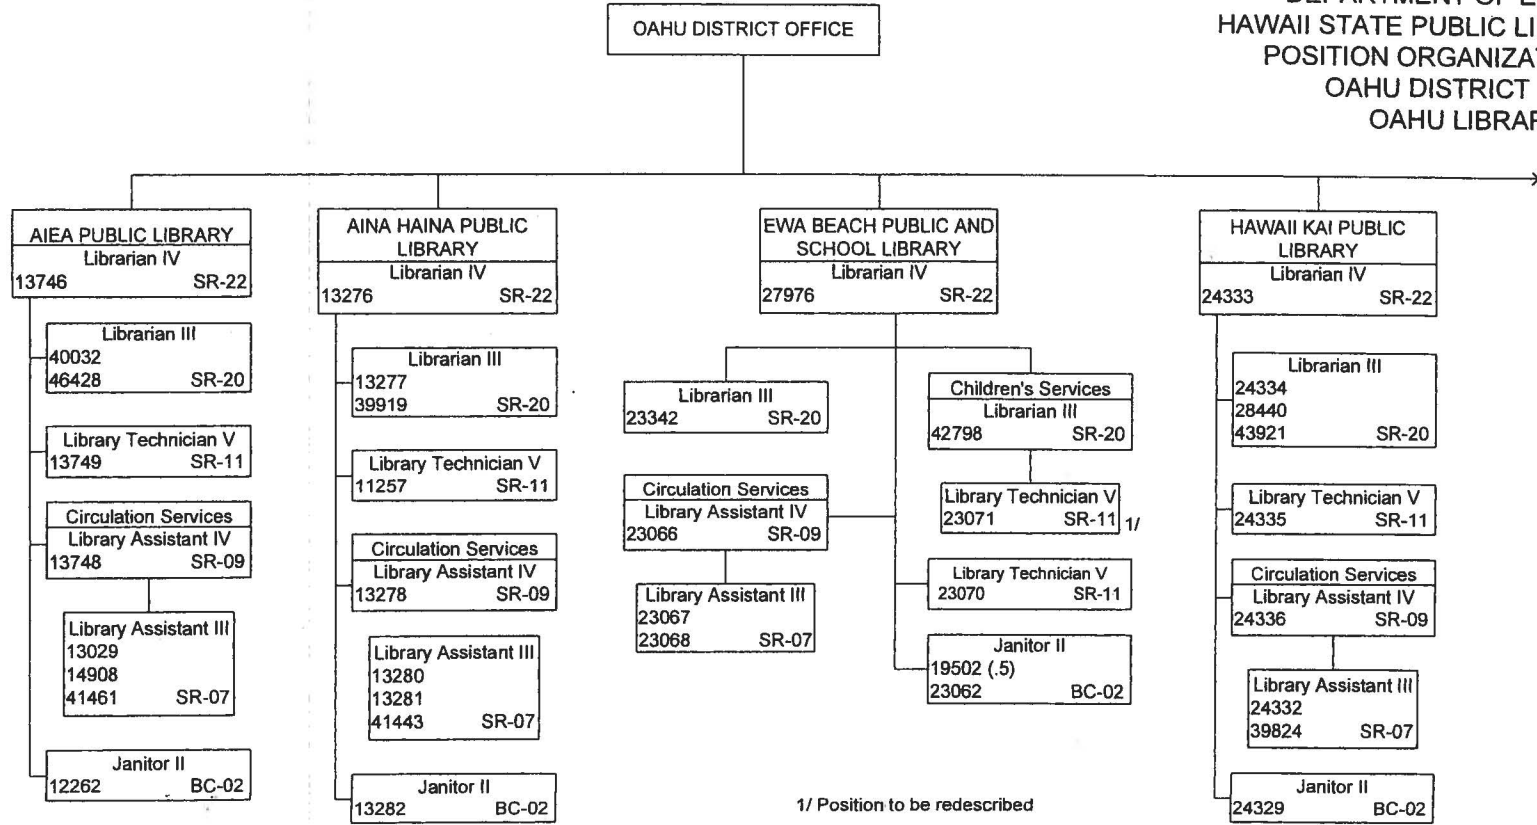 OAHU DISTRICT OFFICE
HAWAII STATE PUBLIC
POSITION
OAHU DISTRICT
OAHU
AIEA PUBLIC LIBRARY
Librarian IV
13746 SR-22
Librarian III
40032
46428 SR-20
Library Technician V
13749 SR-11
Circulation Services
Library Assistant IV
13748 SR-09
Library Assistant III
13029
14908
41461 SR-07
Janitor II
12262 BC-02
AINA HAINA PUBLIC
LIBRARY
Librarian IV
13276 SR-22
Librarian III
13277
39919 SR-20
Library Technician V
11257 SR-11
Circulation Services
Library Assistant IV
13278 SR-09
Library Assistant III
13280
13281
41443 SR-07
Janitor II
13282 BC-02
EWA BEACH PUBLIC AND
SCHOOL LIBRARY
Librarian IV
27976 SR-22
Librarian III
23342 SR-20
Circulation Services
Library Assistant IV
23066 SR-09
Library Assistant III
23067
23068 SR-07
Children's Services
Librarian III
42798 SR-20
Library Technician V
23071 SR-11 1/
Library Technician V
23070 SR-11
Janitor II
19502 (.5)
23062 BC-02
HAWAII KAI PUBLIC
LIBRARY
Librarian IV
24333 SR-22
Librarian III
24334
28440
43921 SR-20
Library Technician V
24335 SR-11
Circulation Services
Library Assistant IV
24336 SR-09
Library Assistant III
24332
39824 SR-07
Janitor II
24329 BC-02
1/ Position to be redescribed